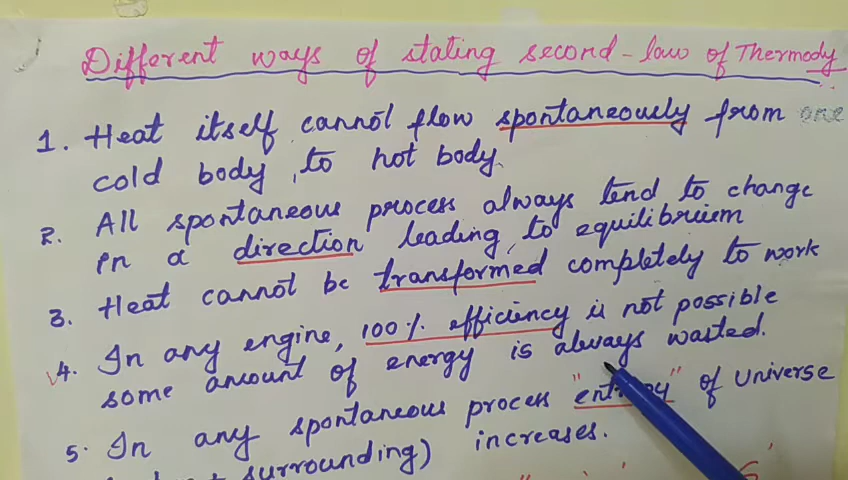 Different ways of stating second-law of Thermody
1. Heat itself cannot flow spontaneously from one
cold body, to hot body.
2. All spontaneous process always tend to change
in a direction leading, to equilibrium
3. Heat cannot be transformed completely to work
4. In any engine, 100% efficiency is not possible
some amount of energy is always wasted.
5. In any spontaneous process "entropy" of Universe
surrounding) increases.